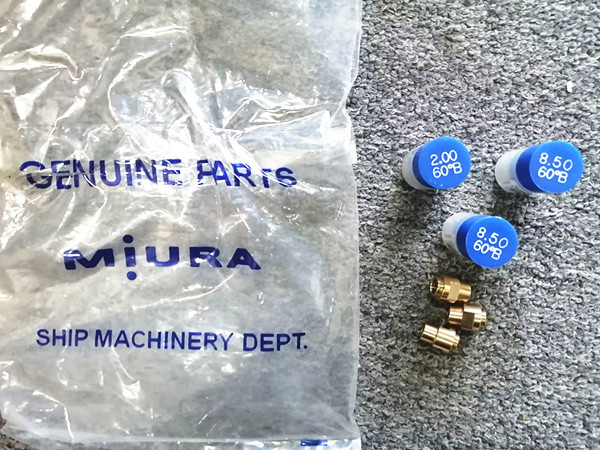 GENUINE PARTS
MiURA
SHIP MACHINERY DEPT.
2.00
60°B
8.50
60°B
8.50
60°B